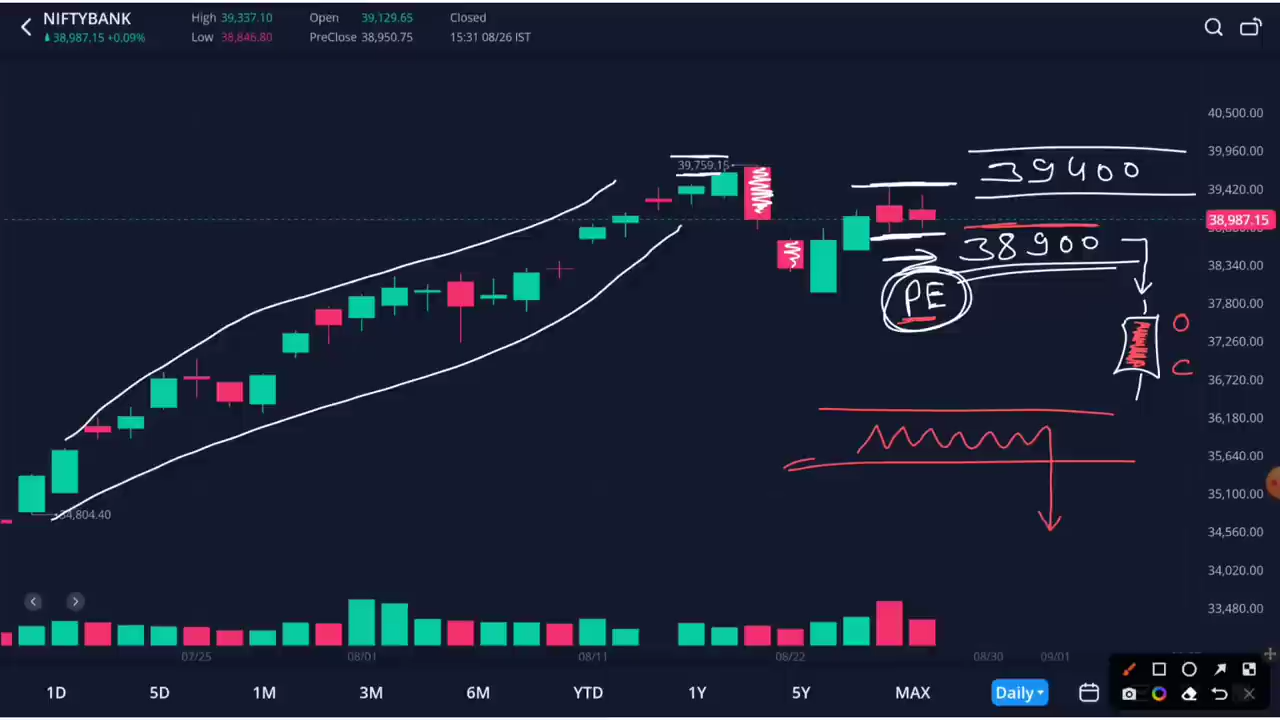 NIFTYBANK
38,987.15 +0.09%
High 39,337.10
Low 38,846.80
Open 39,129.65
PreClose 38,950.75
Closed
15:31 08/26 IST
40,500.00
39,960.00
39,420.00
38,987.15
38,340.00
37,800.00
37,260.00
36,720.00
36,180.00
35,640.00
35,100.00
34,560.00
34,020.00
33,480.00
39,759.15
34,804.40
39400
38900
PE
O
C
07/25
08/01
08/11
08/22
08/30
09/01
1D
5D
1M
3M
6M
YTD
1Y
5Y
MAX
Daily